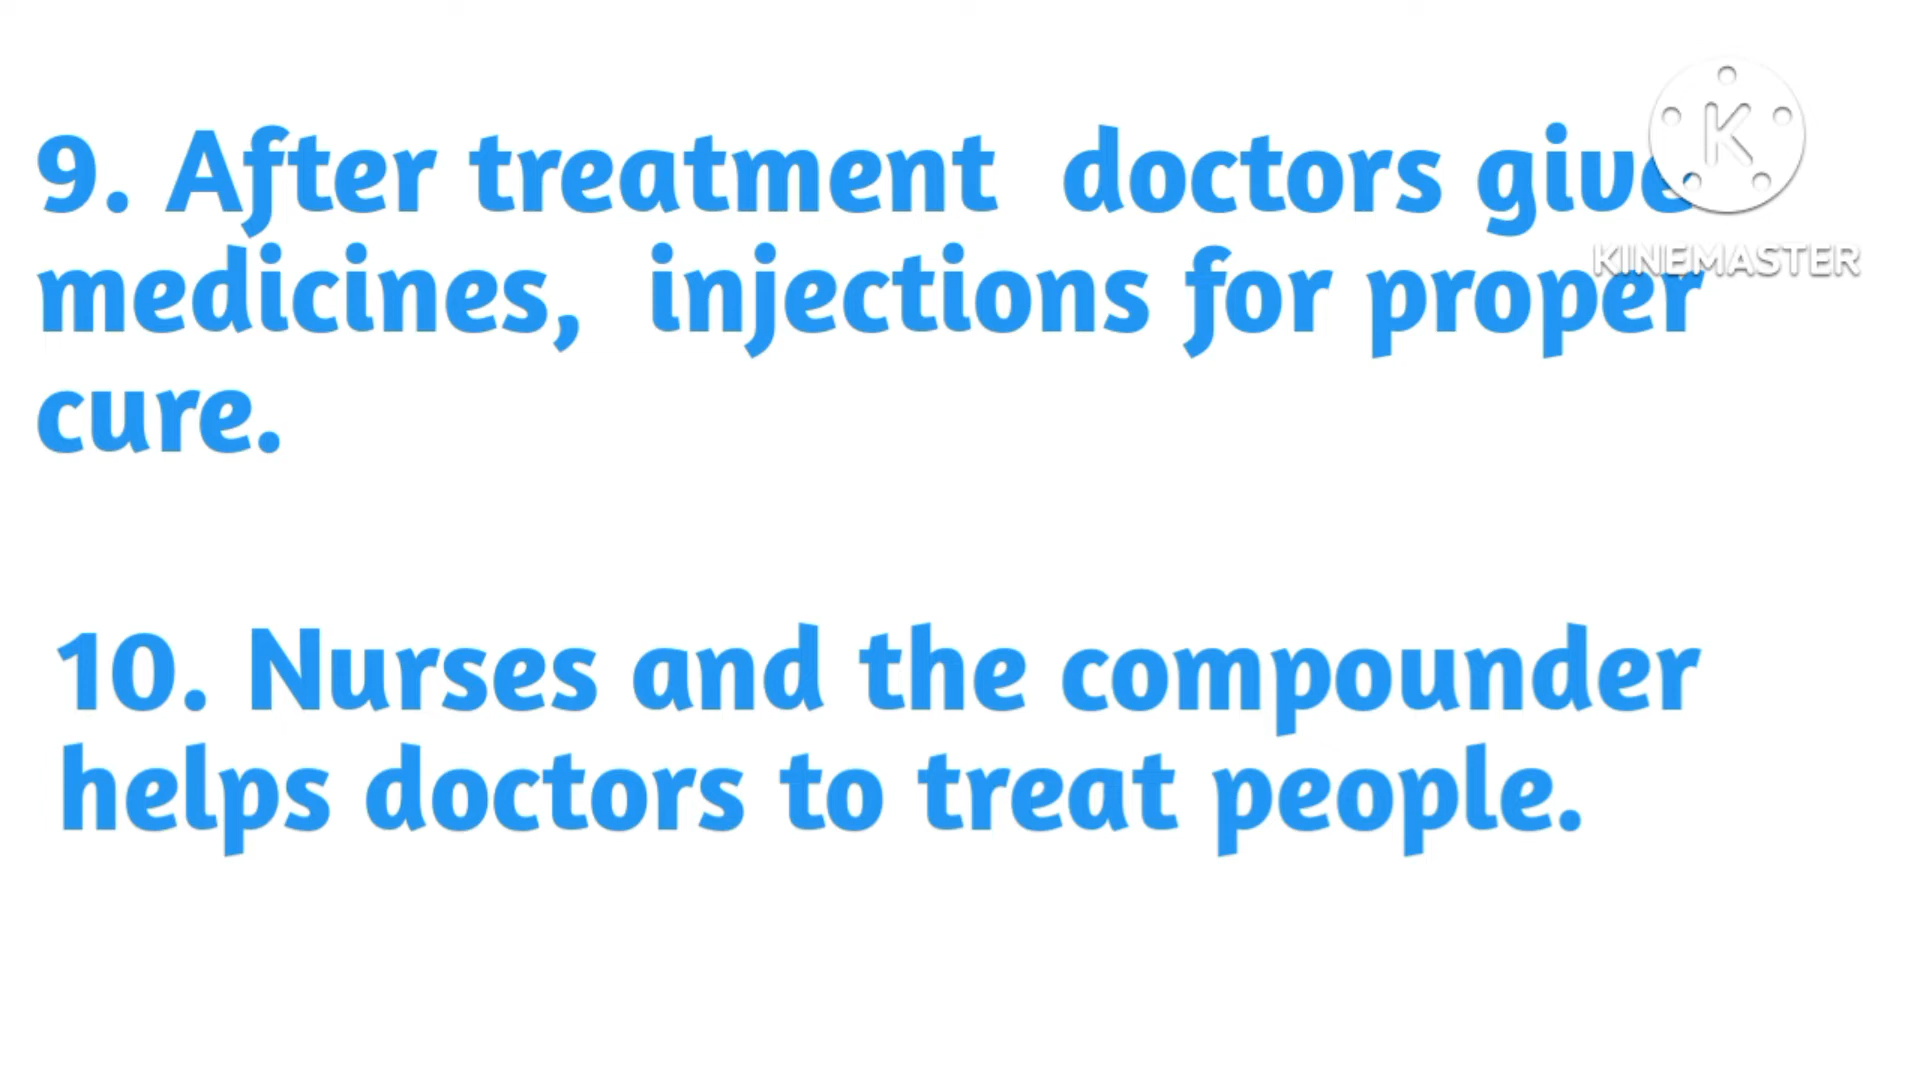 9. After treatment  doctors give
medicines,  injections for proper
cure.
10. Nurses and the compounder
helps doctors to treat people.
K
KINEMASTER